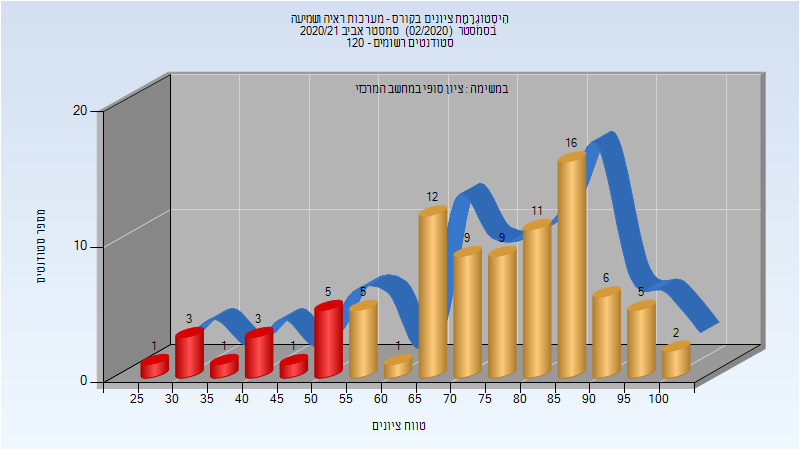 היסטוגרמת ציונים בקורס - מערכות ראיה ושמיעה
בסמסטר (02/2020) סמסטר אביב 2020/21
סטודנטים רשומים - 120
במשימה : ציון סופי במחשב המרכזי
מספר סטודנטים
20
10
0
1
3
1
3
1
5
5
1
12
9
9
11
16
6
5
2
25 30 35 40 45 50 55 60 65 70 75 80 85 90 95 100
טווח ציונים